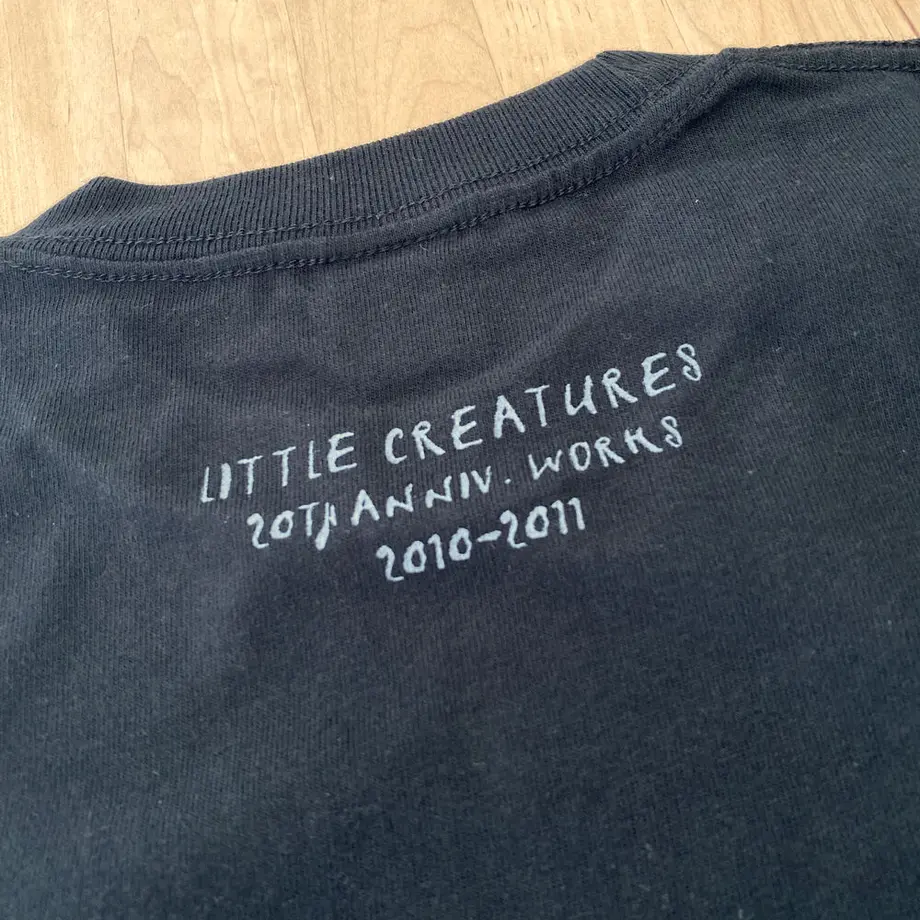 LITTLE CREATURES
20TH ANNIV. WORKS
2010-2011